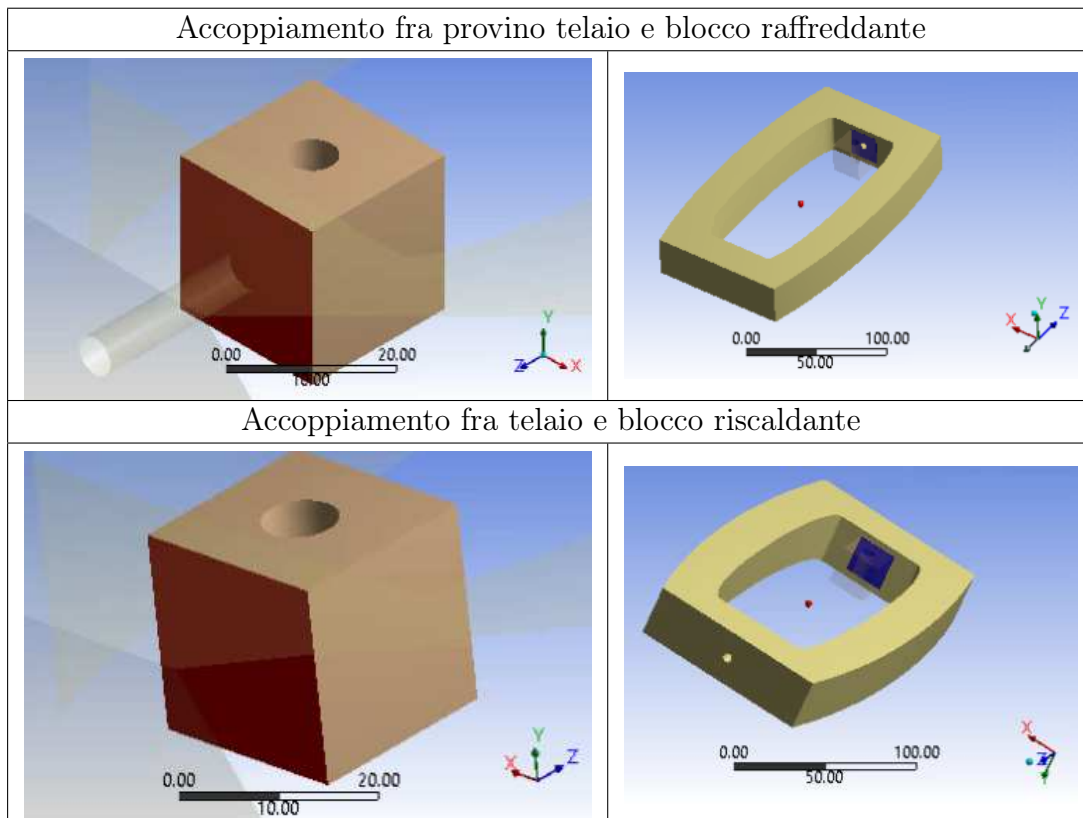 Accoppiamento fra provino telaio e blocco raffreddante
0.00 20.00
10.00
Y
Z X
Y
X Z
0.00 100.00
50.00
Accoppiamento fra telaio e blocco riscaldante
0.00 20.00
10.00
Y
X Z
0.00 100.00
50.00
X
Z
Y